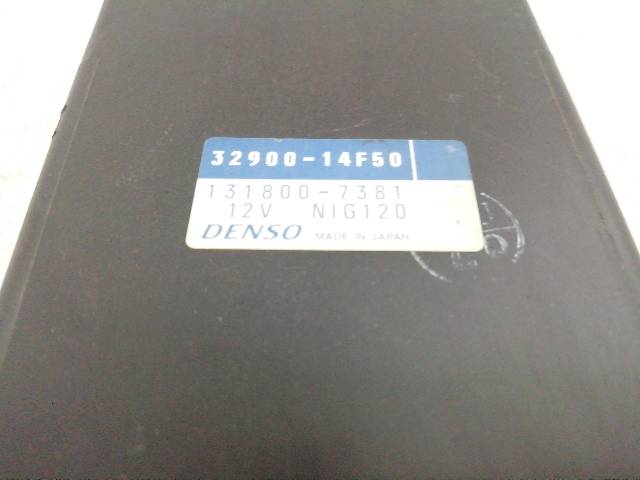 32900-14F50
131800-7381
12V NIG120
DENSO MADE IN JAPAN